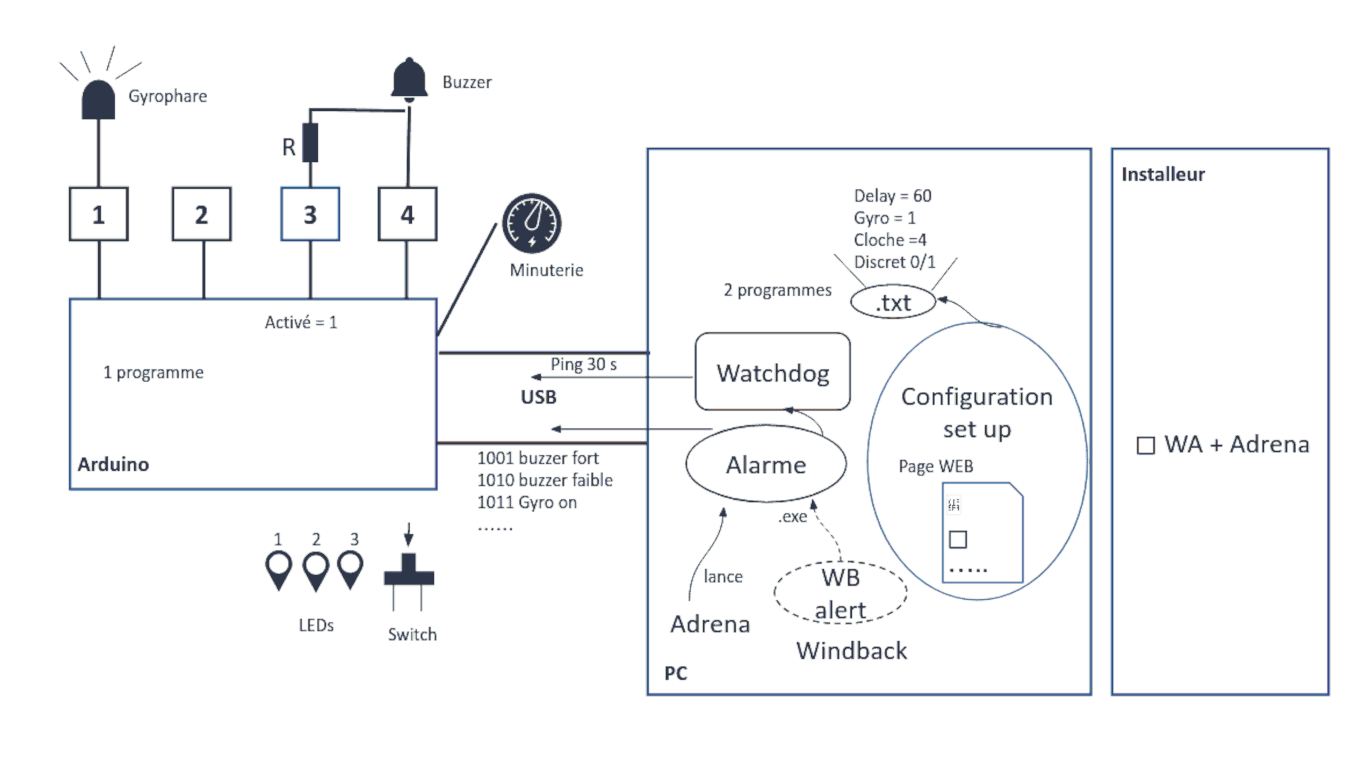 Gyrophare
Buzzer
R
1
2
3
4
Minuterie
Activé = 1
1 programme
Arduino
Ping 30 s
USB
1001 buzzer fort
1010 buzzer faible
1011 Gyro on
......
1
2
3
LEDs
Switch
Delay = 60
Gyro = 1
Cloche =4
Discret 0/1
2 programmes
.txt
Watchdog
Alarme
.exe
lance
Adrena
WB
alert
Windback
PC
Configuration
set up
Page WEB
.....
Installeur
WA + Adrena